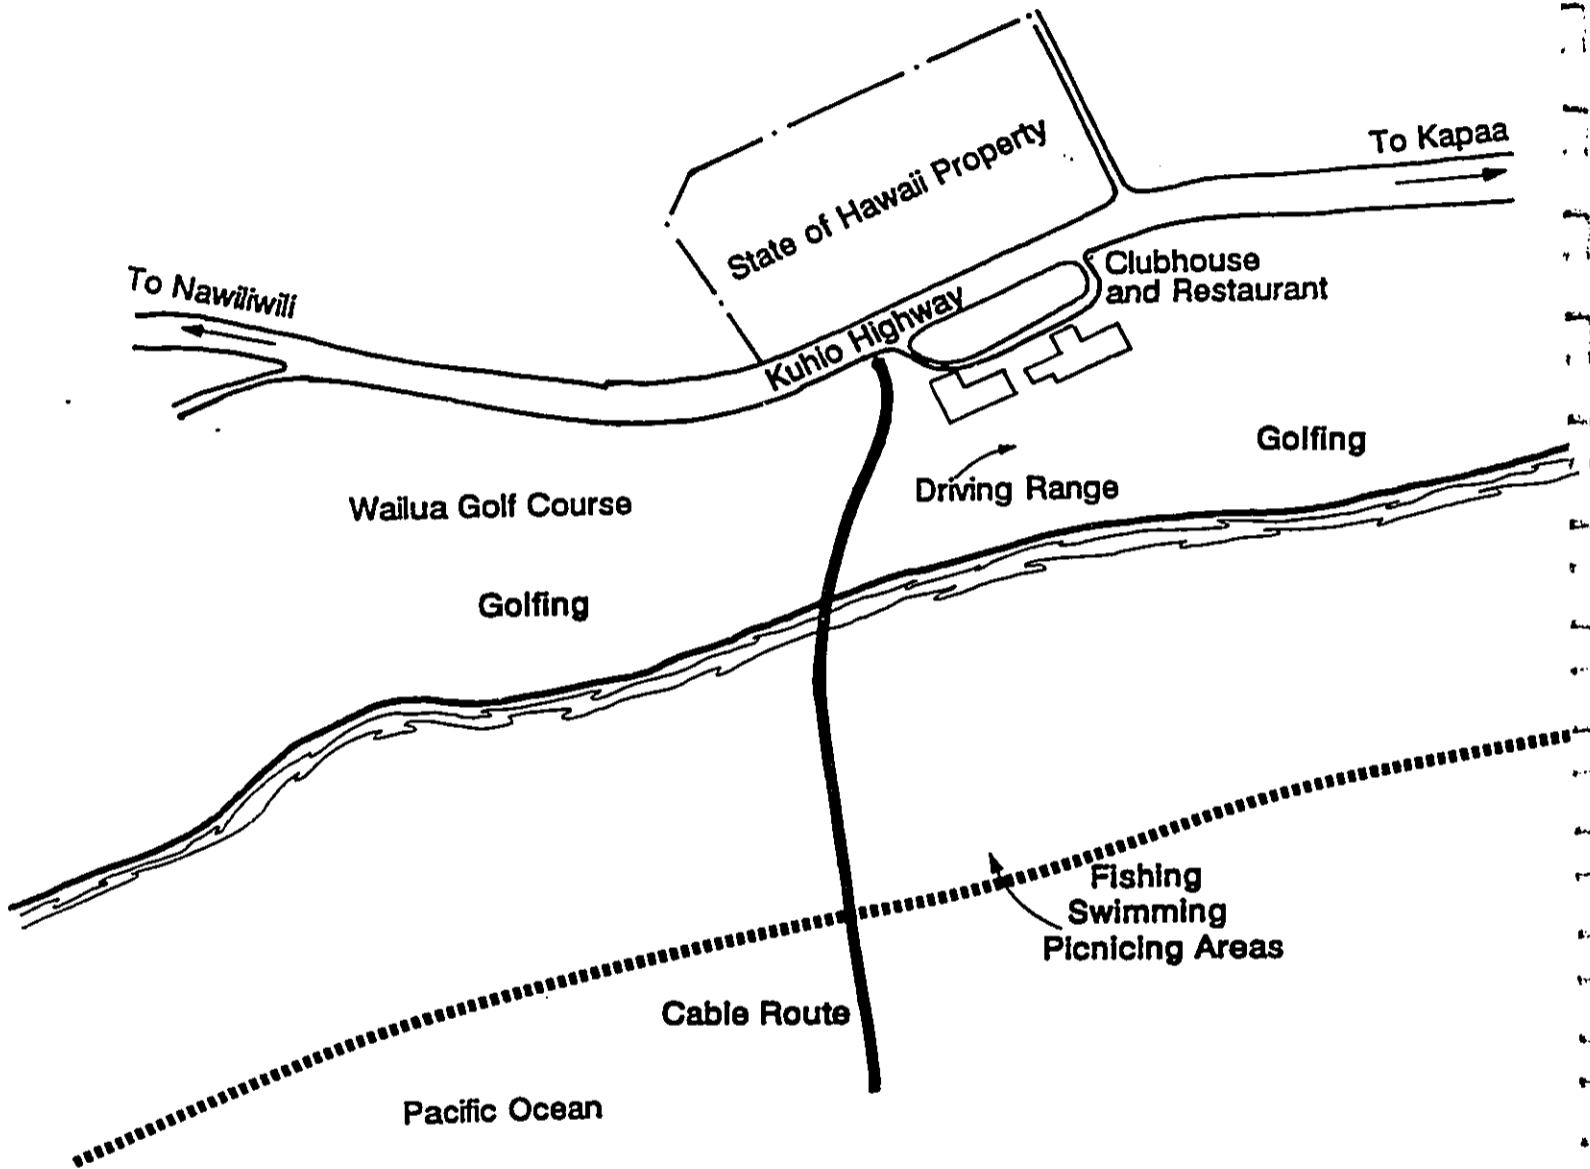 To Kapaa
State of Hawaii Property
Clubhouse
and Restaurant
To Nawiliwili
Kuhio Highway
Golfing
Driving Range
Wailua Golf Course
Golfing
Fishing
Swimming
Picnicing Areas
Cable Route
Pacific Ocean